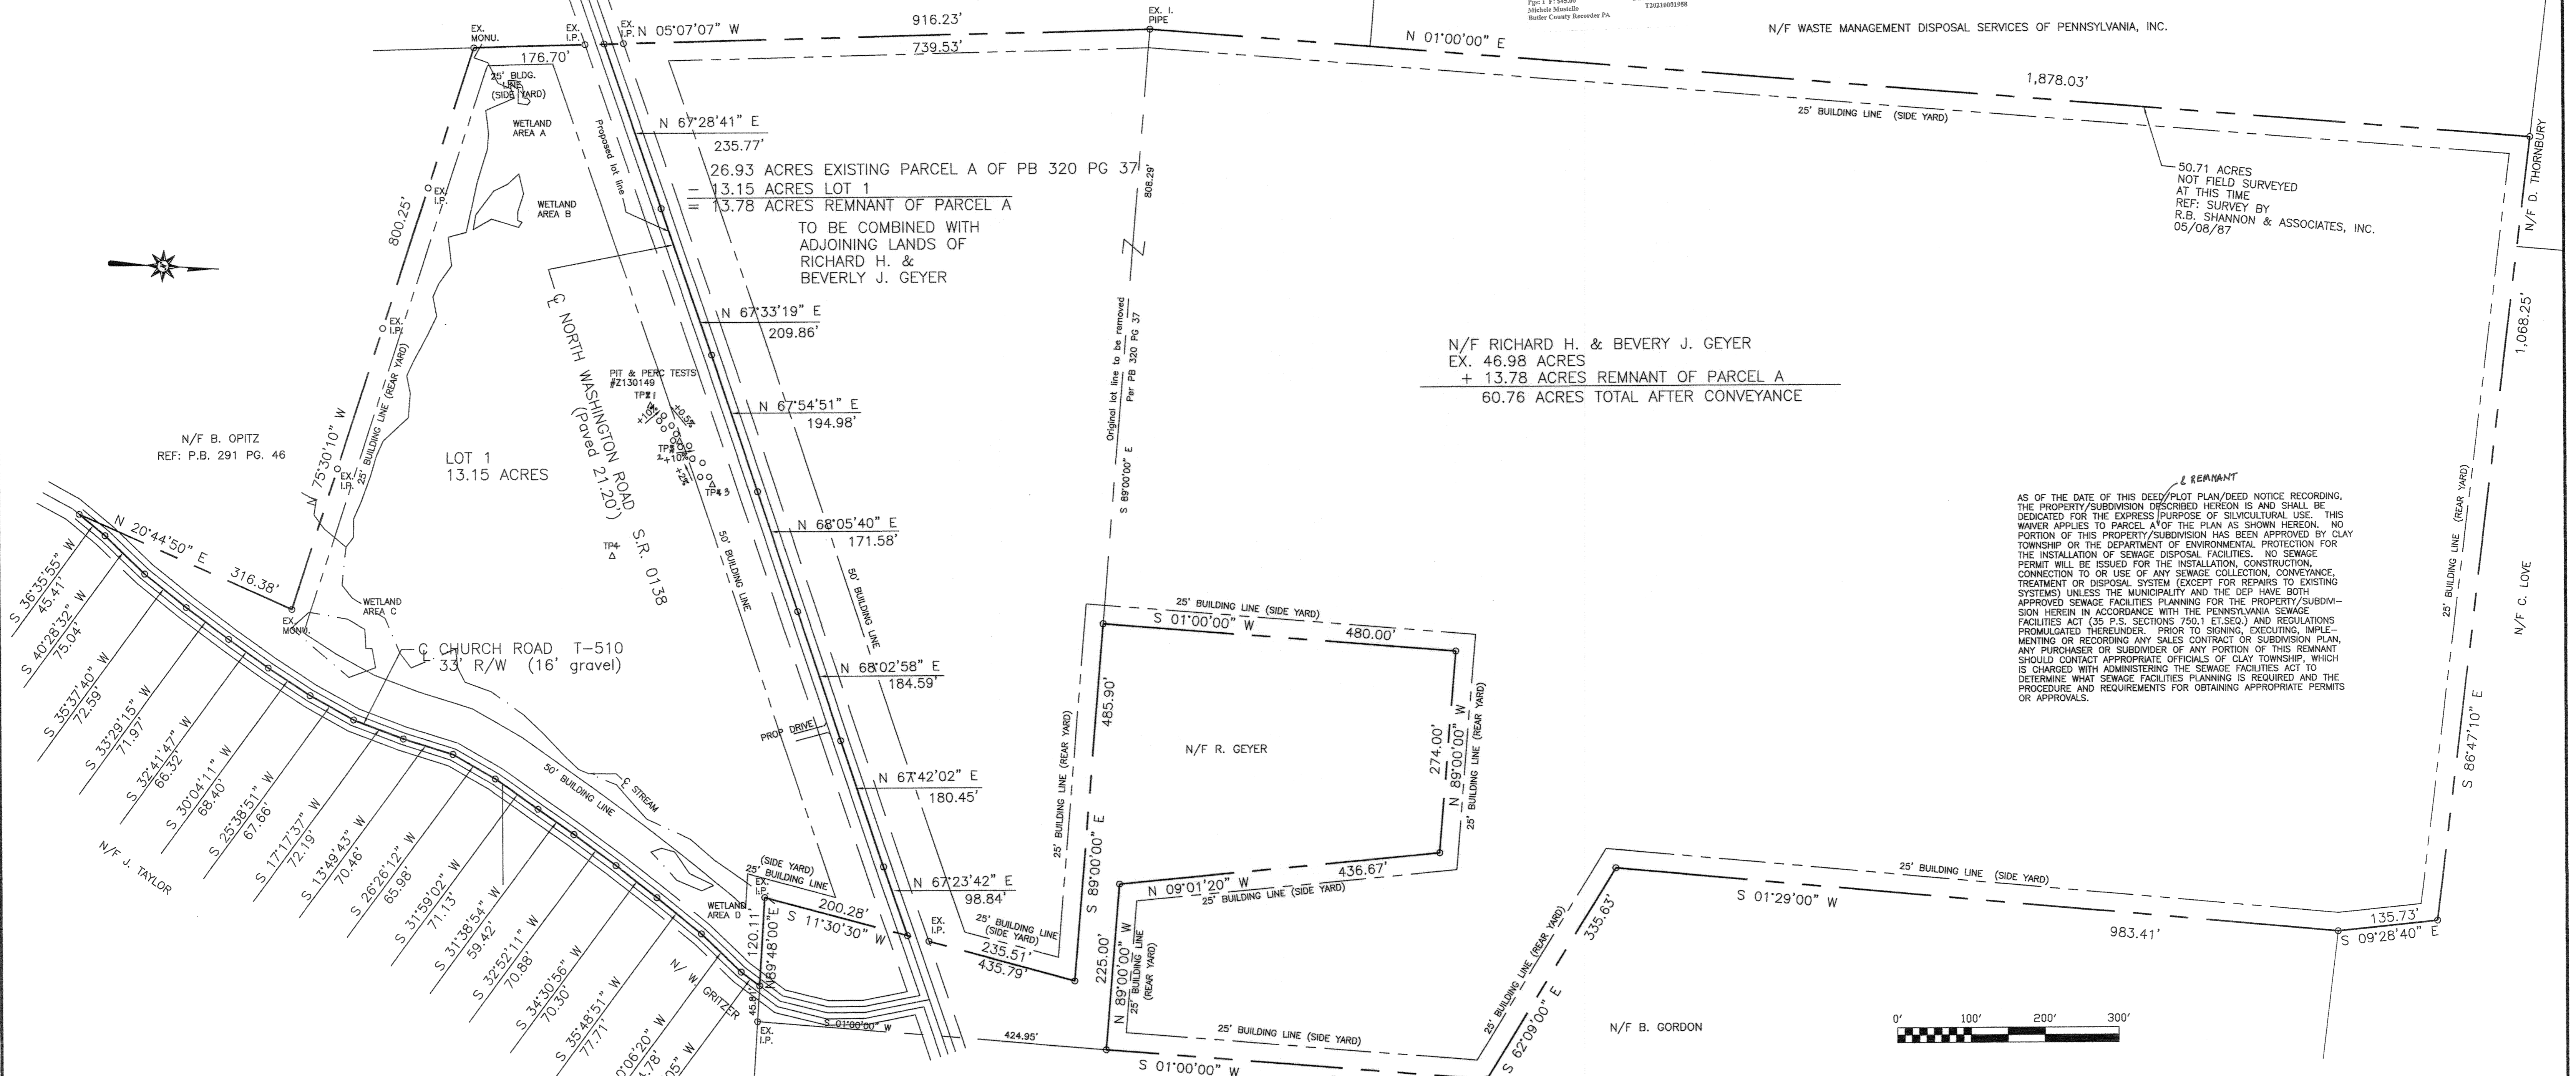 EX.
MONU.
EX.
I.P.
EX.
I.P.
N 05°07'07" W
916.23'
739.53'
176.70'
EX. I.
PIPE
Pgs: 1 F: $45.00
Michele Mustello
Butler County Recorder PA
T20210001958
N 01°00'00" E
N/F WASTE MANAGEMENT DISPOSAL SERVICES OF PENNSYLVANIA, INC.
1,878.03'
25' BUILDING LINE (SIDE YARD)
50.71 ACRES
NOT FIELD SURVEYED
AT THIS TIME
REF: SURVEY BY
R.B. SHANNON & ASSOCIATES, INC.
05/08/87
N/F D. THORNBURY
25' BLDG.
LINE
(SIDE YARD)
WETLAND
AREA A
WETLAND
AREA B
Proposed lot line
N 67°28'41" E
235.77'
26.93 ACRES EXISTING PARCEL A OF PB 320 PG 37
- 13.15 ACRES LOT 1
= 13.78 ACRES REMNANT OF PARCEL A
TO BE COMBINED WITH
ADJOINING LANDS OF
RICHARD H. &
BEVERLY J. GEYER
808.29'
Original lot line to be removed
Per PB 320 PG 37
S 89°00'00" E
800.25'
EX.
I.P.
EX.
I.P.
EX.
I.P.
N 75°30'10" W
25' BUILDING LINE (REAR YARD)
N/F B. OPITZ
REF: P.B. 291 PG. 46
LOT 1
13.15 ACRES
℄ NORTH WASHINGTON ROAD S.R. 0138
(Paved 21.20')
PIT & PERC TESTS
#Z130149
+10%
+0.5%
+10%
+2%
TP4
50' BUILDING LINE
50' BUILDING LINE
N 67°33'19" E
209.86'
N 67°54'51" E
194.98'
N 68°05'40" E
171.58'
N 68°02'58" E
184.59'
N 67°42'02" E
180.45'
N 67°23'42" E
98.84'
PROP DRIVE
N/F RICHARD H. & BEVERY J. GEYER
EX. 46.98 ACRES
+ 13.78 ACRES REMNANT OF PARCEL A
60.76 ACRES TOTAL AFTER CONVEYANCE
& REMNANT
AS OF THE DATE OF THIS DEED/PLOT PLAN/DEED NOTICE RECORDING,
THE PROPERTY/SUBDIVISION DESCRIBED HEREON IS AND SHALL BE
DEDICATED FOR THE EXPRESS PURPOSE OF SILVICULTURAL USE. THIS
WAIVER APPLIES TO PARCEL A OF THE PLAN AS SHOWN HEREON. NO
PORTION OF THIS PROPERTY/SUBDIVISION HAS BEEN APPROVED BY CLAY
TOWNSHIP OR THE DEPARTMENT OF ENVIRONMENTAL PROTECTION FOR
THE INSTALLATION OF SEWAGE DISPOSAL FACILITIES. NO SEWAGE
PERMIT WILL BE ISSUED FOR THE INSTALLATION, CONSTRUCTION,
CONNECTION TO OR USE OF ANY SEWAGE COLLECTION, CONVEYANCE,
TREATMENT OR DISPOSAL SYSTEM (EXCEPT FOR REPAIRS TO EXISTING
SYSTEMS) UNLESS THE MUNICIPALITY AND THE DEP HAVE BOTH
APPROVED SEWAGE FACILITIES PLANNING FOR THE PROPERTY/SUBDIVI-
SION HEREIN IN ACCORDANCE WITH THE PENNSYLVANIA SEWAGE
FACILITIES ACT (35 P.S. SECTIONS 750.1 ET.SEQ.) AND REGULATIONS
PROMULGATED THEREUNDER. PRIOR TO SIGNING, EXECUTING, IMPLE-
MENTING OR RECORDING ANY SALES CONTRACT OR SUBDIVISION PLAN,
ANY PURCHASER OR SUBDIVIDER OF ANY PORTION OF THIS REMNANT
SHOULD CONTACT APPROPRIATE OFFICIALS OF CLAY TOWNSHIP, WHICH
IS CHARGED WITH ADMINISTERING THE SEWAGE FACILITIES ACT TO
DETERMINE WHAT SEWAGE FACILITIES PLANNING IS REQUIRED AND THE
PROCEDURE AND REQUIREMENTS FOR OBTAINING APPROPRIATE PERMITS
OR APPROVALS.
1,068.25'
25' BUILDING LINE (REAR YARD)
S 86°47'10" E
N/F C. LOVE
N 20°44'50" E
316.38'
EX.
MONU.
WETLAND
AREA C
℄ CHURCH ROAD T-510
33' R/W (16' gravel)
50' BUILDING LINE
℄ STREAM
S 36°35'55" W
45.41'
S 40°28'32" W
75.04'
S 35°37'40" W
72.59'
S 33°29'15" W
71.97'
S 32°41'47" W
66.32'
S 30°04'11" W
68.40'
S 25°38'51" W
67.66'
S 17°17'37" W
72.19'
S 13°49'43" W
70.46'
S 26°26'12" W
65.98'
S 31°59'02" W
71.13'
S 31°38'54" W
59.42'
S 32°52'11" W
70.88'
S 34°30'56" W
70.30'
S 35°48'51" W
77.71'
0°06'20" W
4.78'
05" W
N/F J. TAYLOR
N/ W. GRITZER
WETLAND
AREA D
EX.
I.P.
(SIDE YARD)
25' BUILDING LINE
200.28'
S 11°30'30" W
120.11'
N89°48'00"E
45.81'
EX.
I.P.
S 01°00'00" W
424.95'
EX.
I.P.
25' BUILDING LINE
(SIDE YARD)
235.51'
435.79'
25' BUILDING LINE (REAR YARD)
485.90'
S 89°00'00" E
25' BUILDING LINE (SIDE YARD)
S 01°00'00" W
480.00'
N/F R. GEYER
274.00'
N 89°00'00" W
25' BUILDING LINE (REAR YARD)
436.67'
N 09°01'20" W
25' BUILDING LINE (SIDE YARD)
225.00'
N 89°00'00" W
25' BUILDING LINE
(REAR YARD)
25' BUILDING LINE (SIDE YARD)
S 01°00'00" W
25' BUILDING LINE (REAR YARD)
335.63'
S 62°09'00" E
N/F B. GORDON
25' BUILDING LINE (SIDE YARD)
S 01°29'00" W
983.41'
135.73'
S 09°28'40" E
0' 100' 200' 300'